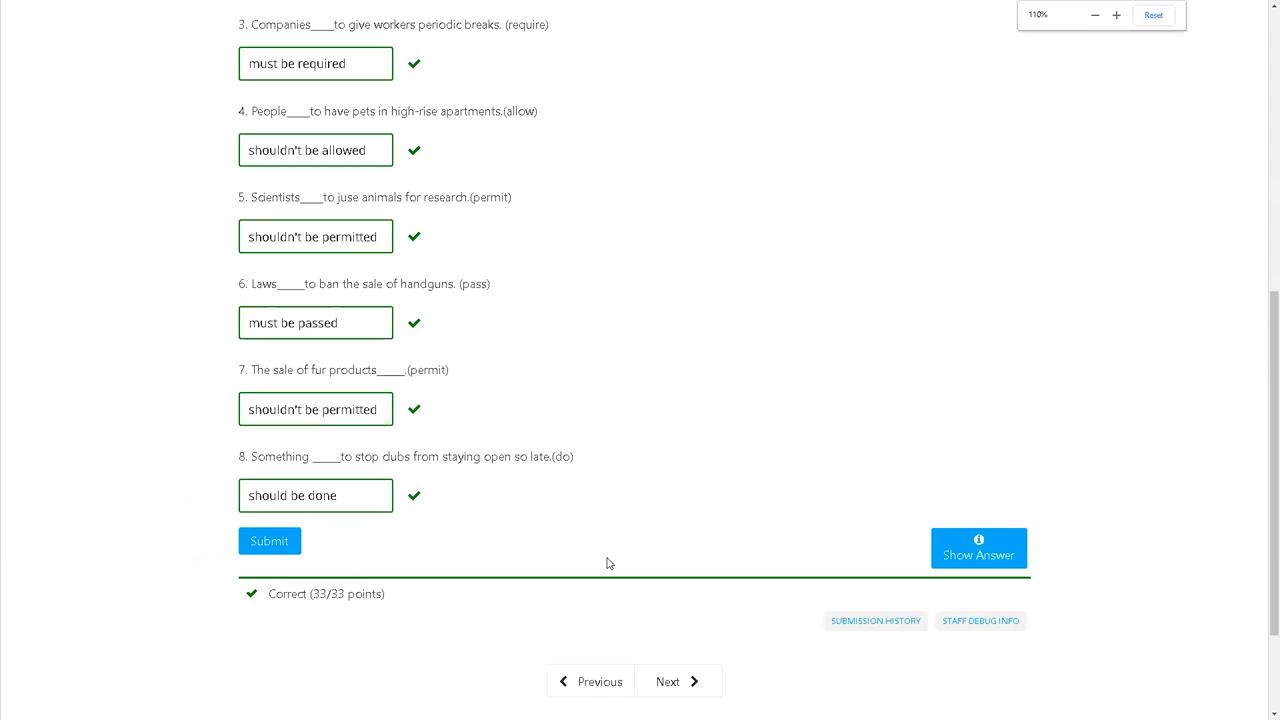 3. Companies____to give workers periodic breaks. (require)
110%
Reset
must be required
4. People____to have pets in high-rise apartments.(allow)
shouldn't be allowed
5. Scientists____to juse animals for research.(permit)
shouldn't be permitted
6. Laws_____to ban the sale of handguns. (pass)
must be passed
7. The sale of fur products_____.(permit)
shouldn't be permitted
8. Something _____to stop clubs from staying open so late.(do)
should be done
Submit
Show Answer
Correct (33/33 points)
SUBMISSION HISTORY
STAFF DEBUG INFO
Previous
Next